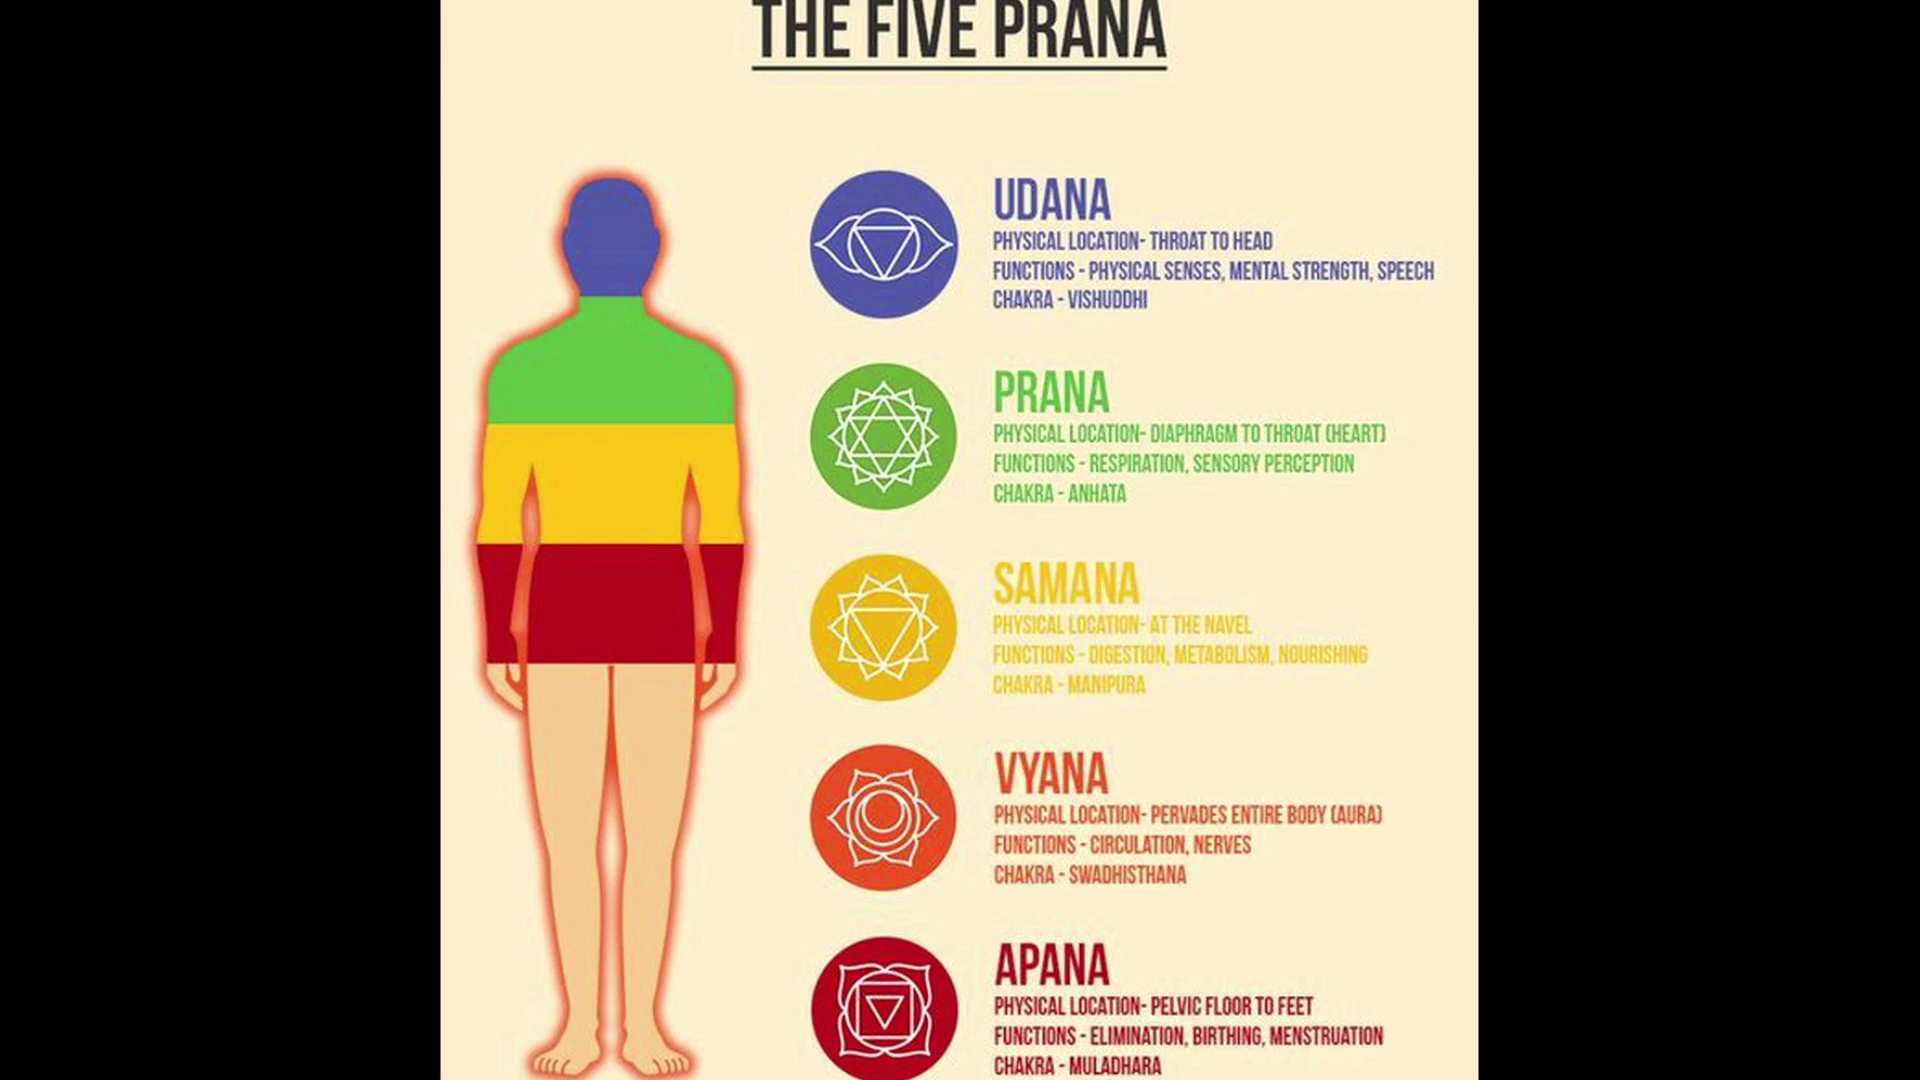 THE FIVE PRANA
UDANA
PHYSICAL LOCATION- THROAT TO HEAD
FUNCTIONS - PHYSICAL SENSES, MENTAL STRENGTH, SPEECH
CHAKRA - VISHUDDHI
PRANA
PHYSICAL LOCATION- DIAPHRAGM TO THROAT (HEART)
FUNCTIONS - RESPIRATION, SENSORY PERCEPTION
CHAKRA - ANHATA
SAMANA
PHYSICAL LOCATION- AT THE NAVEL
FUNCTIONS - DIGESTION, METABOLISM, NOURISHING
CHAKRA - MANIPURA
VYANA
PHYSICAL LOCATION- PERVADES ENTIRE BODY (AURA)
FUNCTIONS - CIRCULATION, NERVES
CHAKRA - SWADHISTHANA
APANA
PHYSICAL LOCATION- PELVIC FLOOR TO FEET
FUNCTIONS - ELIMINATION, BIRTHING, MENSTRUATION
CHAKRA - MULADHARA